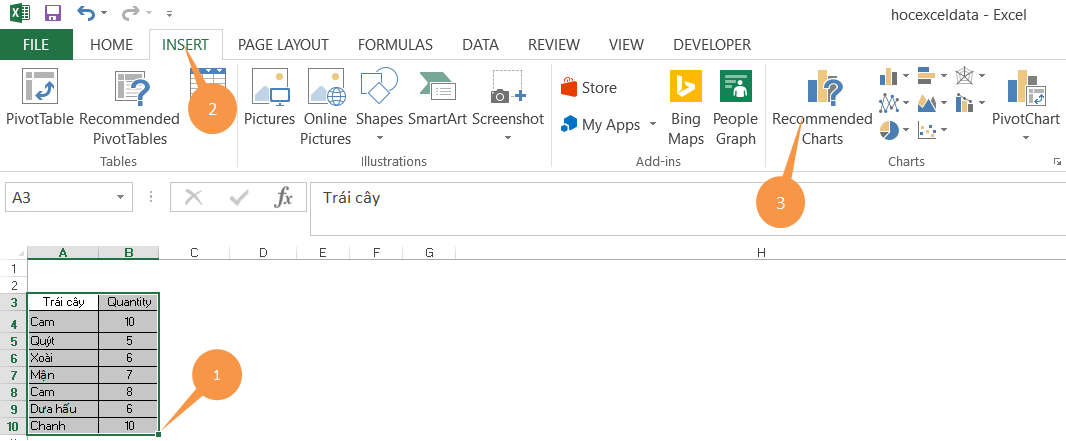 hocexceldata - Excel
FILE HOME INSERT PAGE LAYOUT FORMULAS DATA REVIEW VIEW DEVELOPER
PivotTable
Recommended
PivotTables
Tables
2
Pictures
Online
Pictures
Shapes
SmartArt
Screenshot
Illustrations
Store
My Apps
Bing
Maps
People
Graph
Add-ins
Recommended
Charts
PivotChart
Charts
3
A3 fx Trái cây
A B C D E F G H
1
2
3 Trái cây Quantity
4 Cam 10
5 Quýt 5
6 Xoài 6
7 Mận 7
8 Cam 8
9 Dưa hấu 6
10 Chanh 10
1